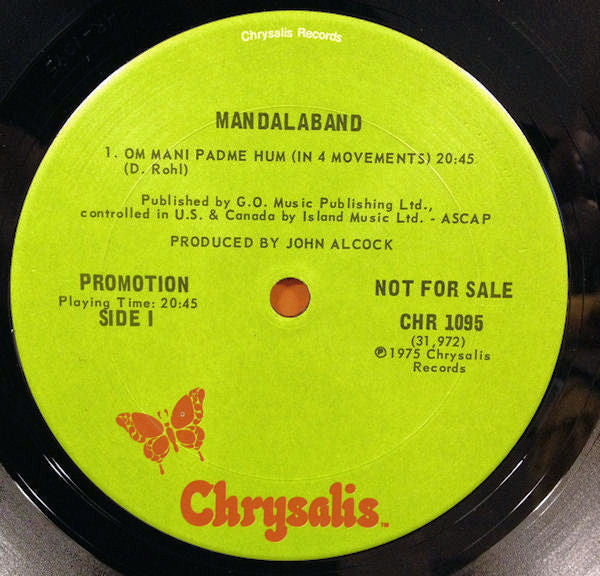 Chrysalis Records
MANDALABAND
1. OM MANI PADME HUM (IN 4 MOVEMENTS) 20:45
(D. Rohl)
Published by G.O. Music Publishing Ltd.,
controlled in U.S. & Canada by Island Music Ltd. - ASCAP
PRODUCED BY JOHN ALCOCK
PROMOTION
Playing Time: 20:45
SIDE I
NOT FOR SALE
CHR 1095
(31,972)
℗1975 Chrysalis
Records
Chrysalis™